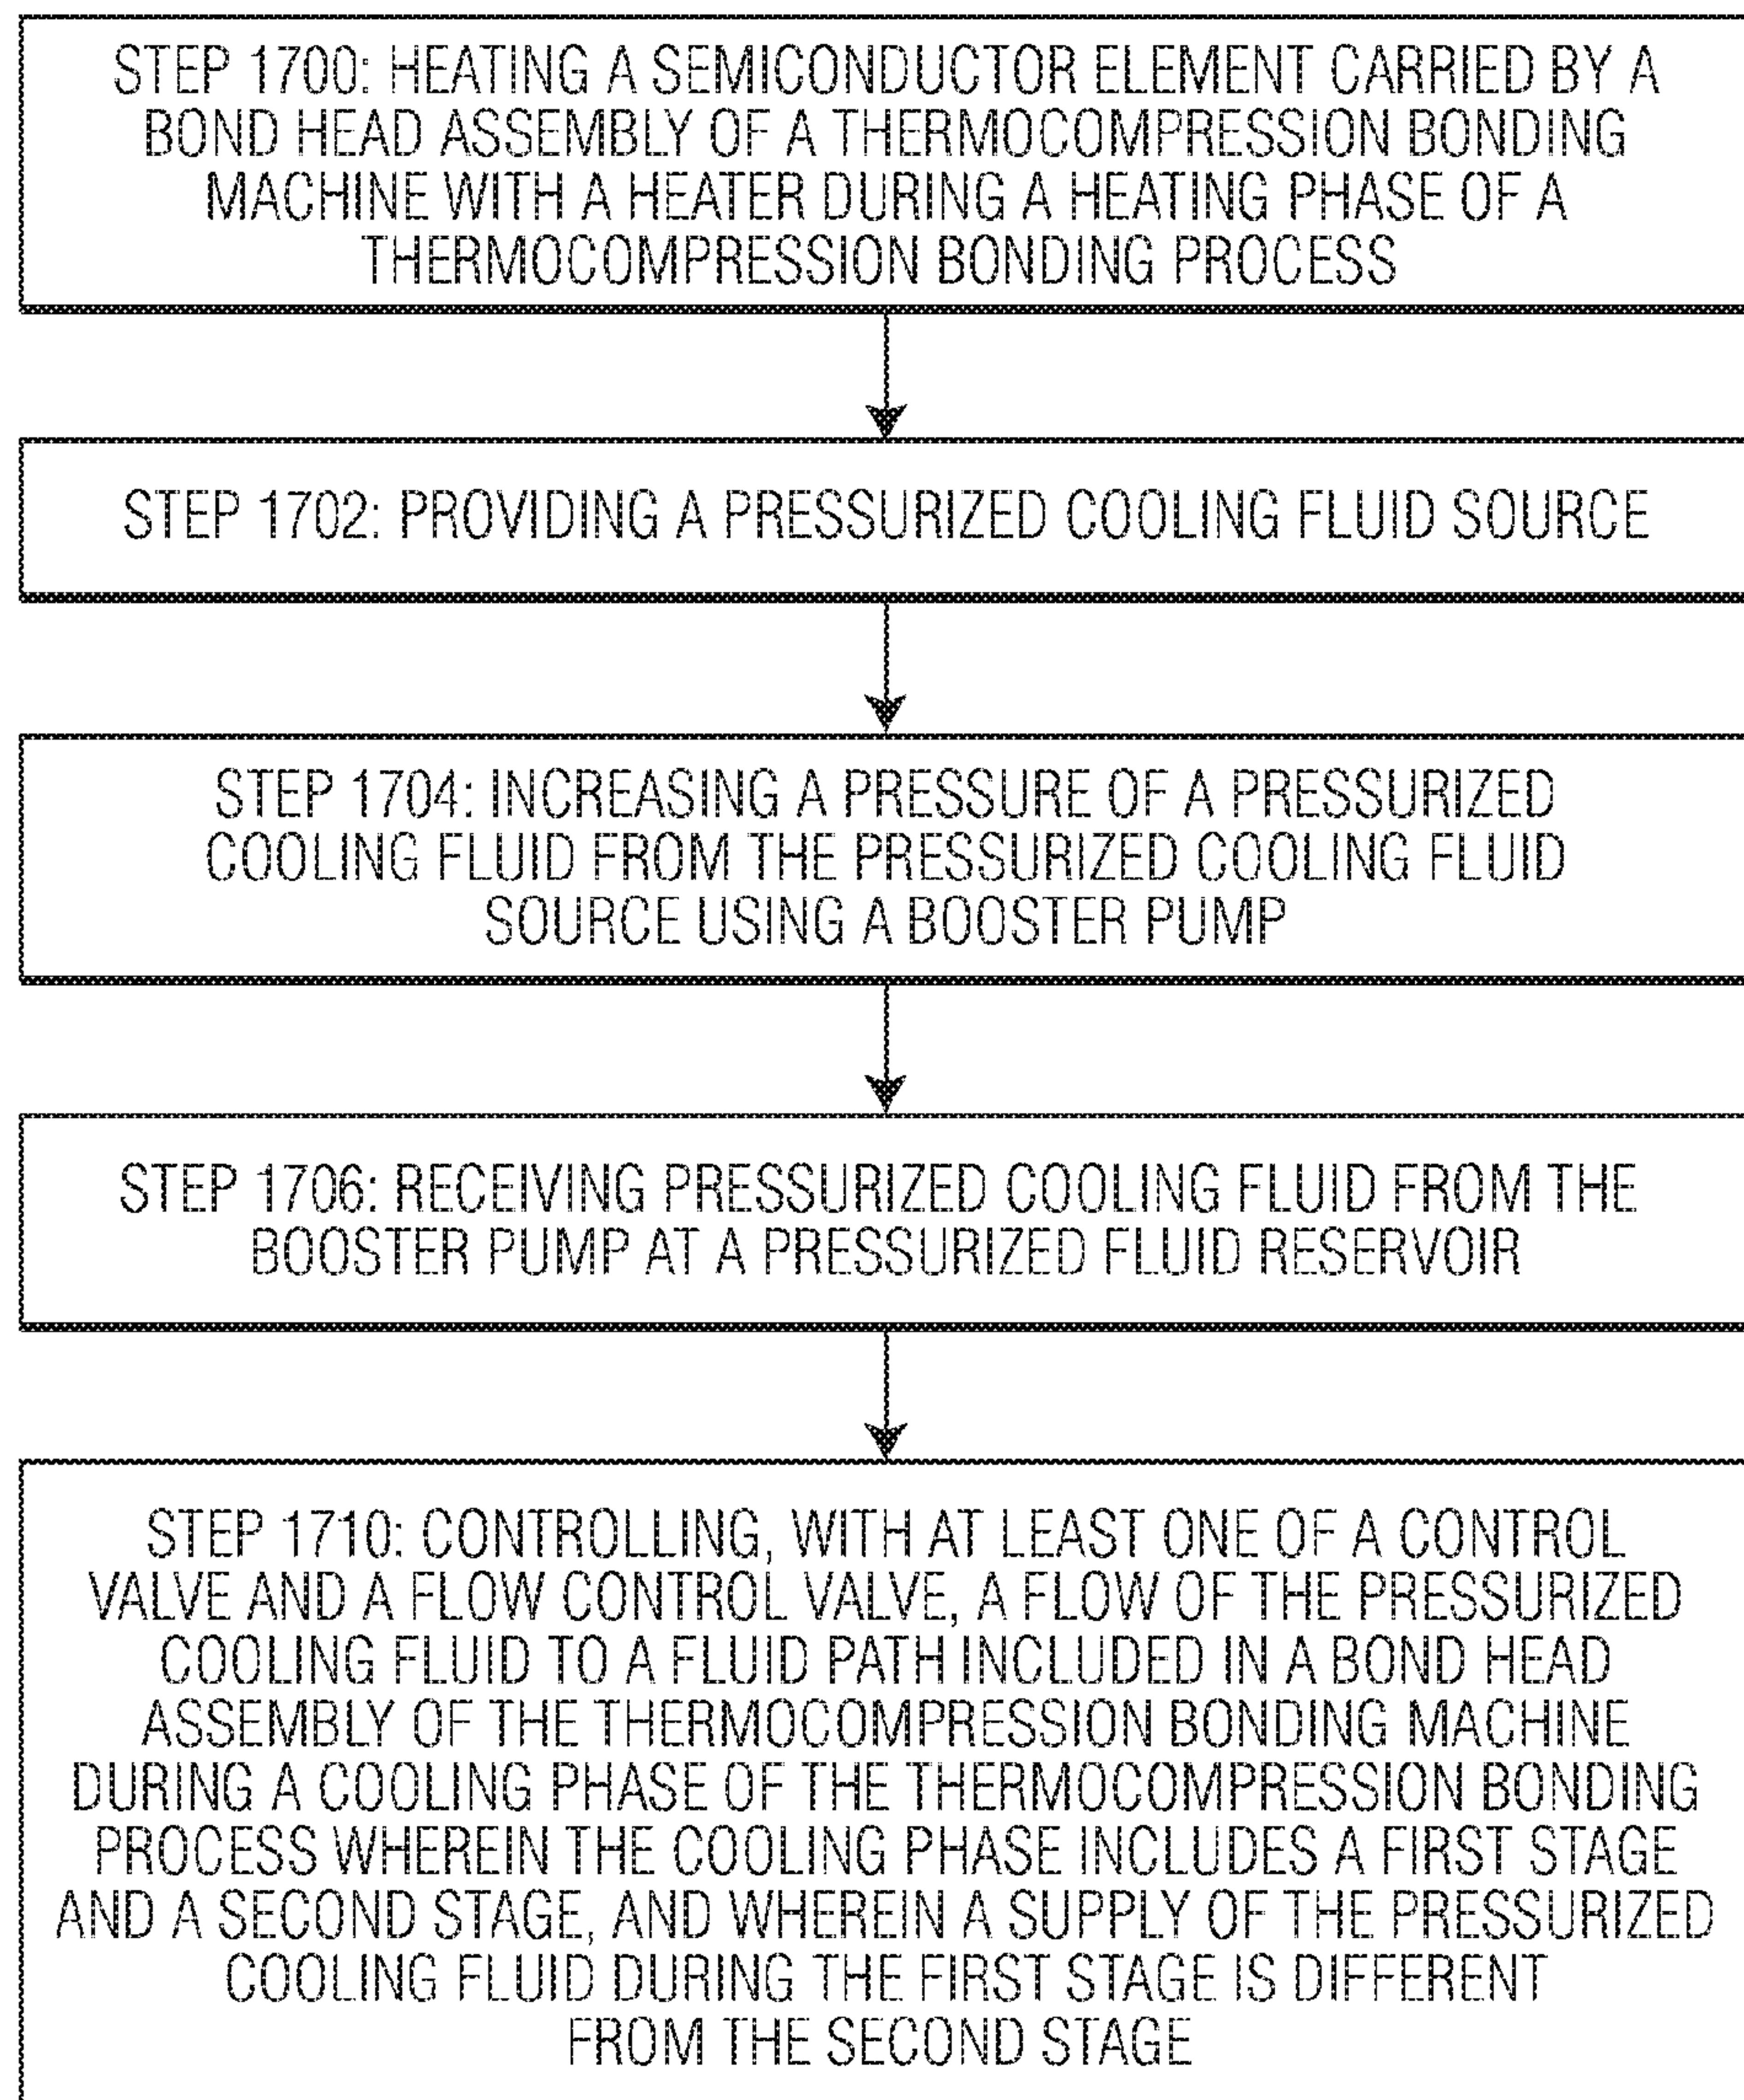 STEP 1700: HEATING A SEMICONDUCTOR ELEMENT CARRIED BY A
BOND HEAD ASSEMBLY OF A THERMOCOMPRESSION BONDING
MACHINE WITH A HEATER DURING A HEATING PHASE OF A
THERMOCOMPRESSION BONDING PROCESS
STEP 1702: PROVIDING A PRESSURIZED COOLING FLUID SOURCE
STEP 1704: INCREASING A PRESSURE OF A PRESSURIZED
COOLING FLUID FROM THE PRESSURIZED COOLING FLUID
SOURCE USING A BOOSTER PUMP
STEP 1706: RECEIVING PRESSURIZED COOLING FLUID FROM THE
BOOSTER PUMP AT A PRESSURIZED FLUID RESERVOIR
STEP 1710: CONTROLLING, WITH AT LEAST ONE OF A CONTROL
VALVE AND A FLOW CONTROL VALVE, A FLOW OF THE PRESSURIZED
COOLING FLUID TO A FLUID PATH INCLUDED IN A BOND HEAD
ASSEMBLY OF THE THERMOCOMPRESSION BONDING MACHINE
DURING A COOLING PHASE OF THE THERMOCOMPRESSION BONDING
PROCESS WHEREIN THE COOLING PHASE INCLUDES A FIRST STAGE
AND A SECOND STAGE, AND WHEREIN A SUPPLY OF THE PRESSURIZED
COOLING FLUID DURING THE FIRST STAGE IS DIFFERENT
FROM THE SECOND STAGE